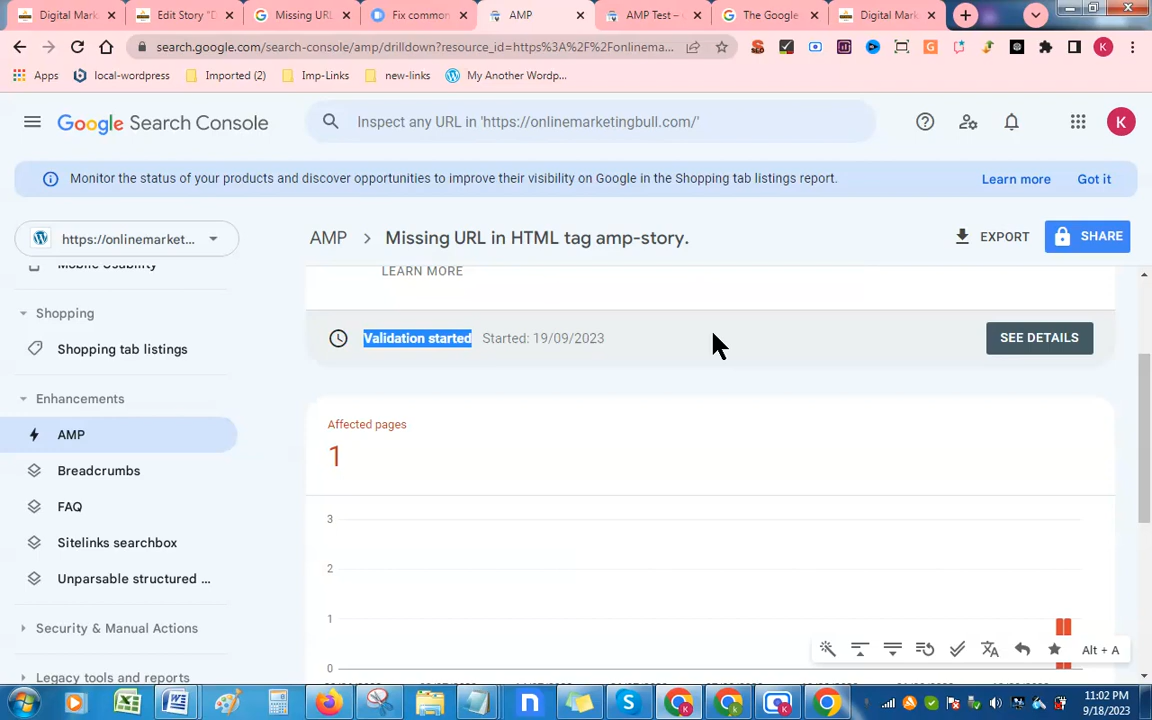 Digital Mark
Edit Story "D
Missing URL
Fix common
AMP
AMP Test –
The Google
Digital Mark
search.google.com/search-console/amp/drilldown?resource_id=https%3A%2F%2Fonlinema...
K
Apps
local-wordpress
Imported (2)
Imp-Links
new-links
My Another Wordp...
Google Search Console
Inspect any URL in 'https://onlinemarketingbull.com/'
K
Monitor the status of your products and discover opportunities to improve their visibility on Google in the Shopping tab listings report.
Learn more
Got it
https://onlinemarket...
AMP > Missing URL in HTML tag amp-story.
EXPORT
SHARE
Mobile Usability
LEARN MORE
Shopping
Validation started Started: 19/09/2023
SEE DETAILS
Shopping tab listings
Enhancements
AMP
Breadcrumbs
FAQ
Sitelinks searchbox
Unparsable structured ...
Security & Manual Actions
Legacy tools and reports
Affected pages
1
3
2
1
0
Alt + A
11:02 PM
9/18/2023